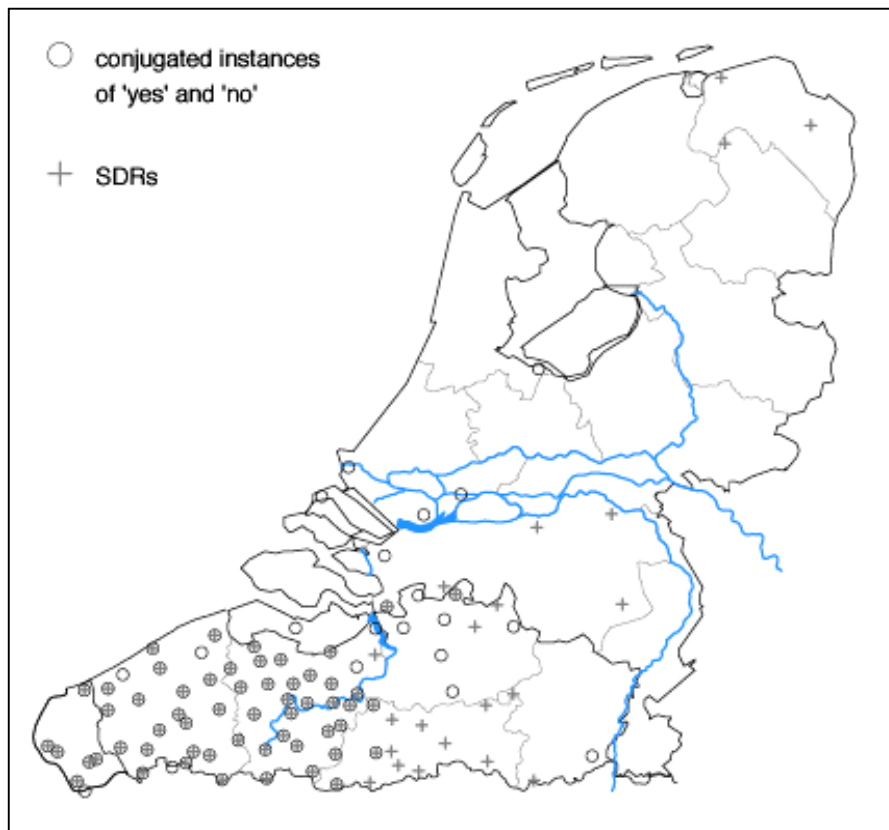 conjugated instances
of 'yes' and 'no'
SDRs